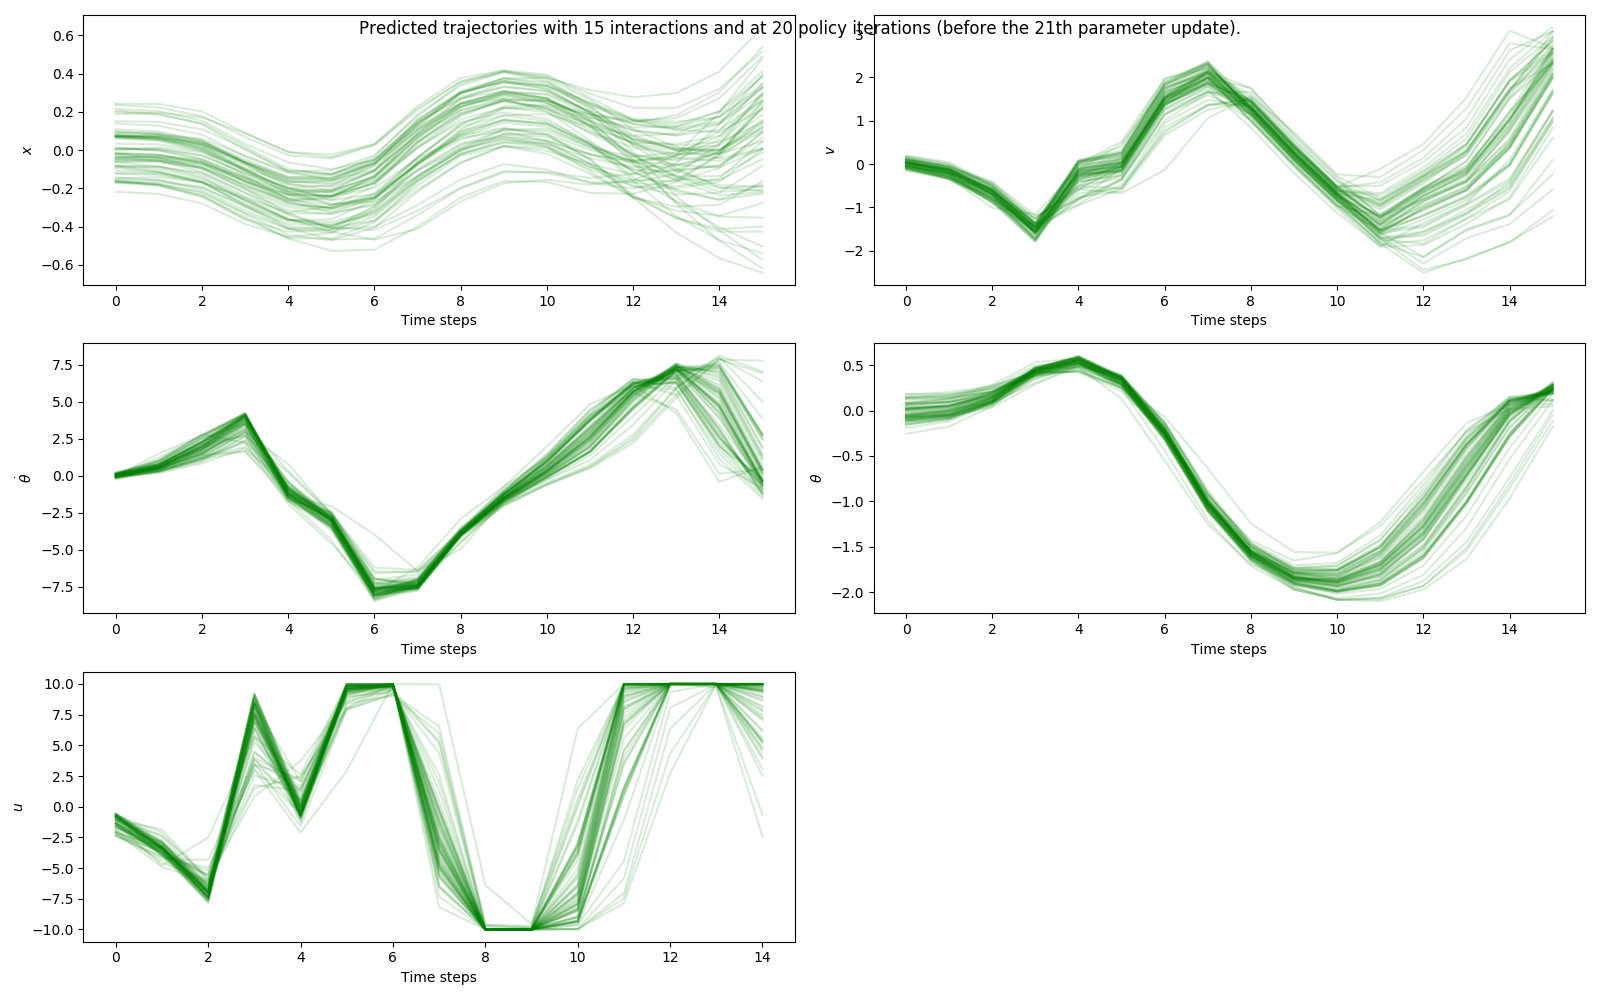 Predicted trajectories with 15 interactions and at 20 policy iterations (before the 21th parameter update).
x
0.6
0.4
0.2
0.0
−0.2
−0.4
−0.6
0 2 4 6 8 10 12 14
Time steps
v
3
2
1
0
−1
−2
0 2 4 6 8 10 12 14
Time steps
θ̇
7.5
5.0
2.5
0.0
−2.5
−5.0
−7.5
0 2 4 6 8 10 12 14
Time steps
θ
0.5
0.0
−0.5
−1.0
−1.5
−2.0
0 2 4 6 8 10 12 14
Time steps
u
10.0
7.5
5.0
2.5
0.0
−2.5
−5.0
−7.5
−10.0
0 2 4 6 8 10 12 14
Time steps